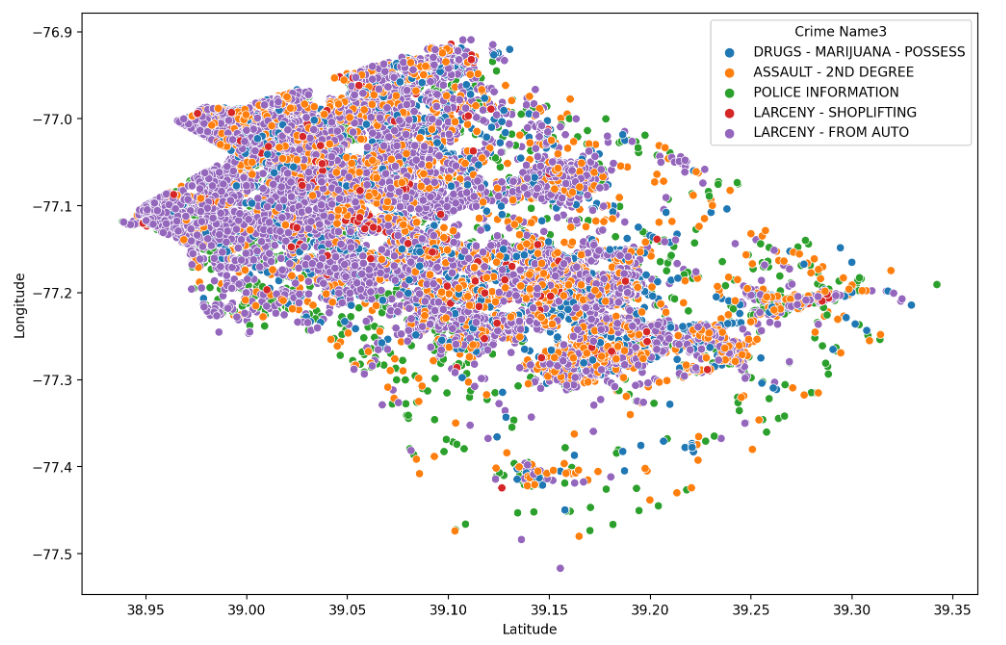 Crime Name3
DRUGS - MARIJUANA - POSSESS
ASSAULT - 2ND DEGREE
POLICE INFORMATION
LARCENY - SHOPLIFTING
LARCENY - FROM AUTO
−76.9
−77.0
−77.1
−77.2
−77.3
−77.4
−77.5
Longitude
38.95 39.00 39.05 39.10 39.15 39.20 39.25 39.30 39.35
Latitude